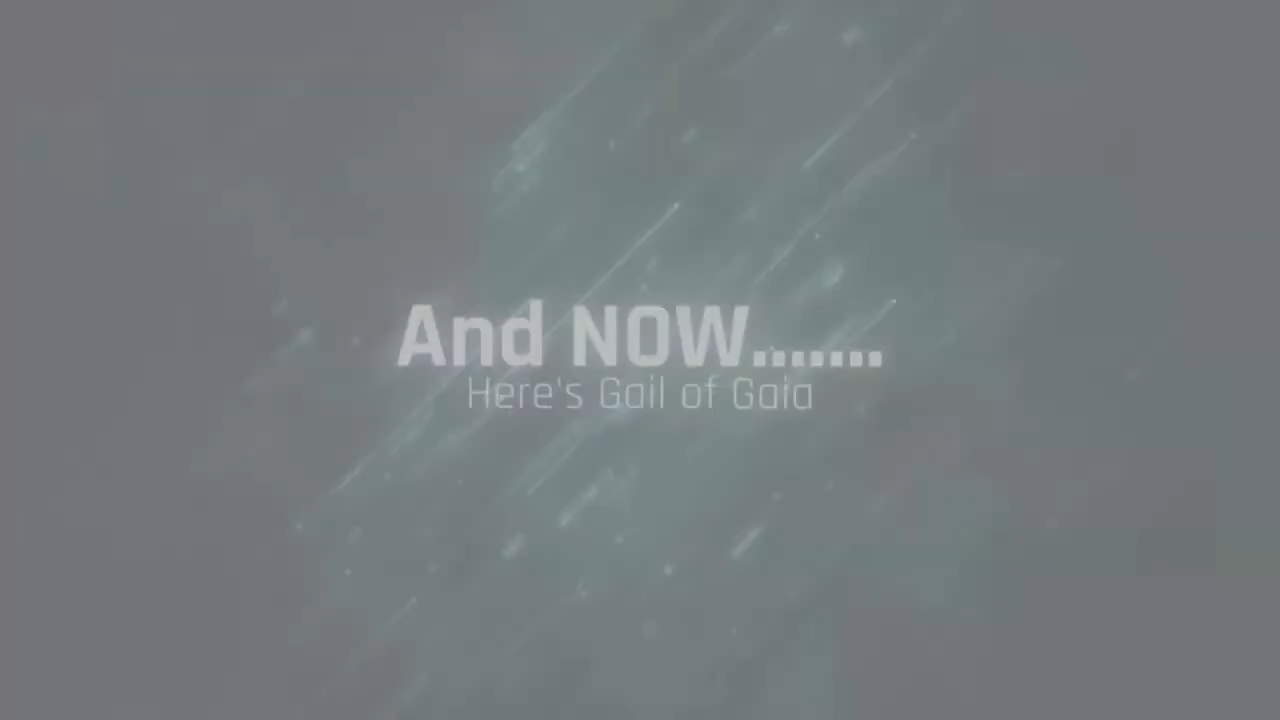 And NOW.......
Here's Gail of Gaia